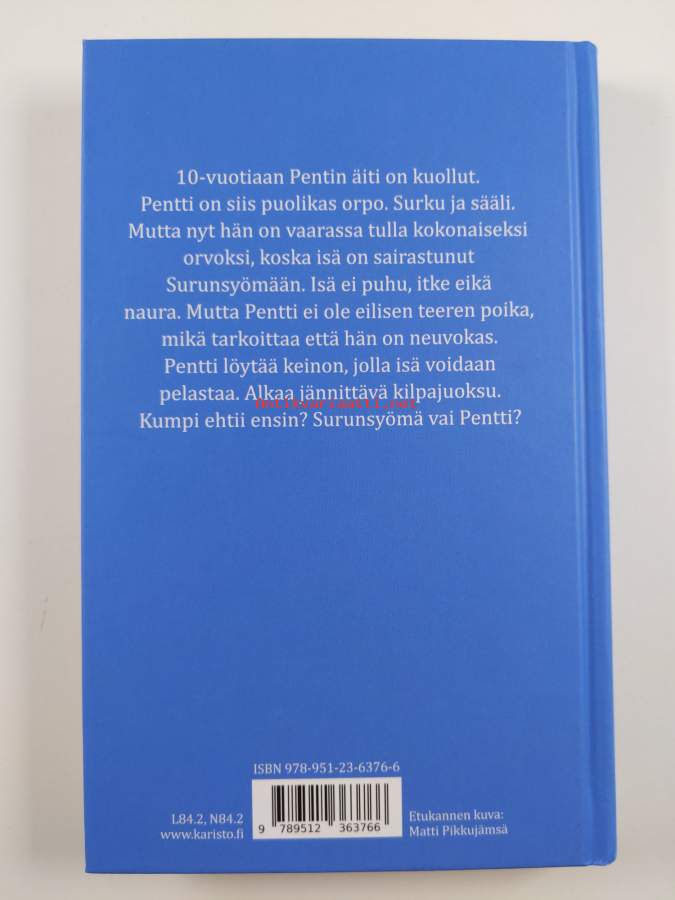 10-vuotiaan Pentin äiti on kuollut.
Pentti on siis puolikas orpo. Surku ja sääli.
Mutta nyt hän on vaarassa tulla kokonaiseksi
orvoksi, koska isä on sairastunut
Surunsyömään. Isä ei puhu, itke eikä
naura. Mutta Pentti ei ole eilisen teeren poika,
mikä tarkoittaa että hän on neuvokas.
Pentti löytää keinon, jolla isä voidaan
pelastaa. Alkaa jännittävä kilpajuoksu.
Antikvariaatti.net
Kumpi ehtii ensin? Surunsyömä vai Pentti?
ISBN 978-951-23-6376-6
L84.2, N84.2
www.karisto.fi
9 789512 363766
Etukannen kuva:
Matti Pikkujämsä